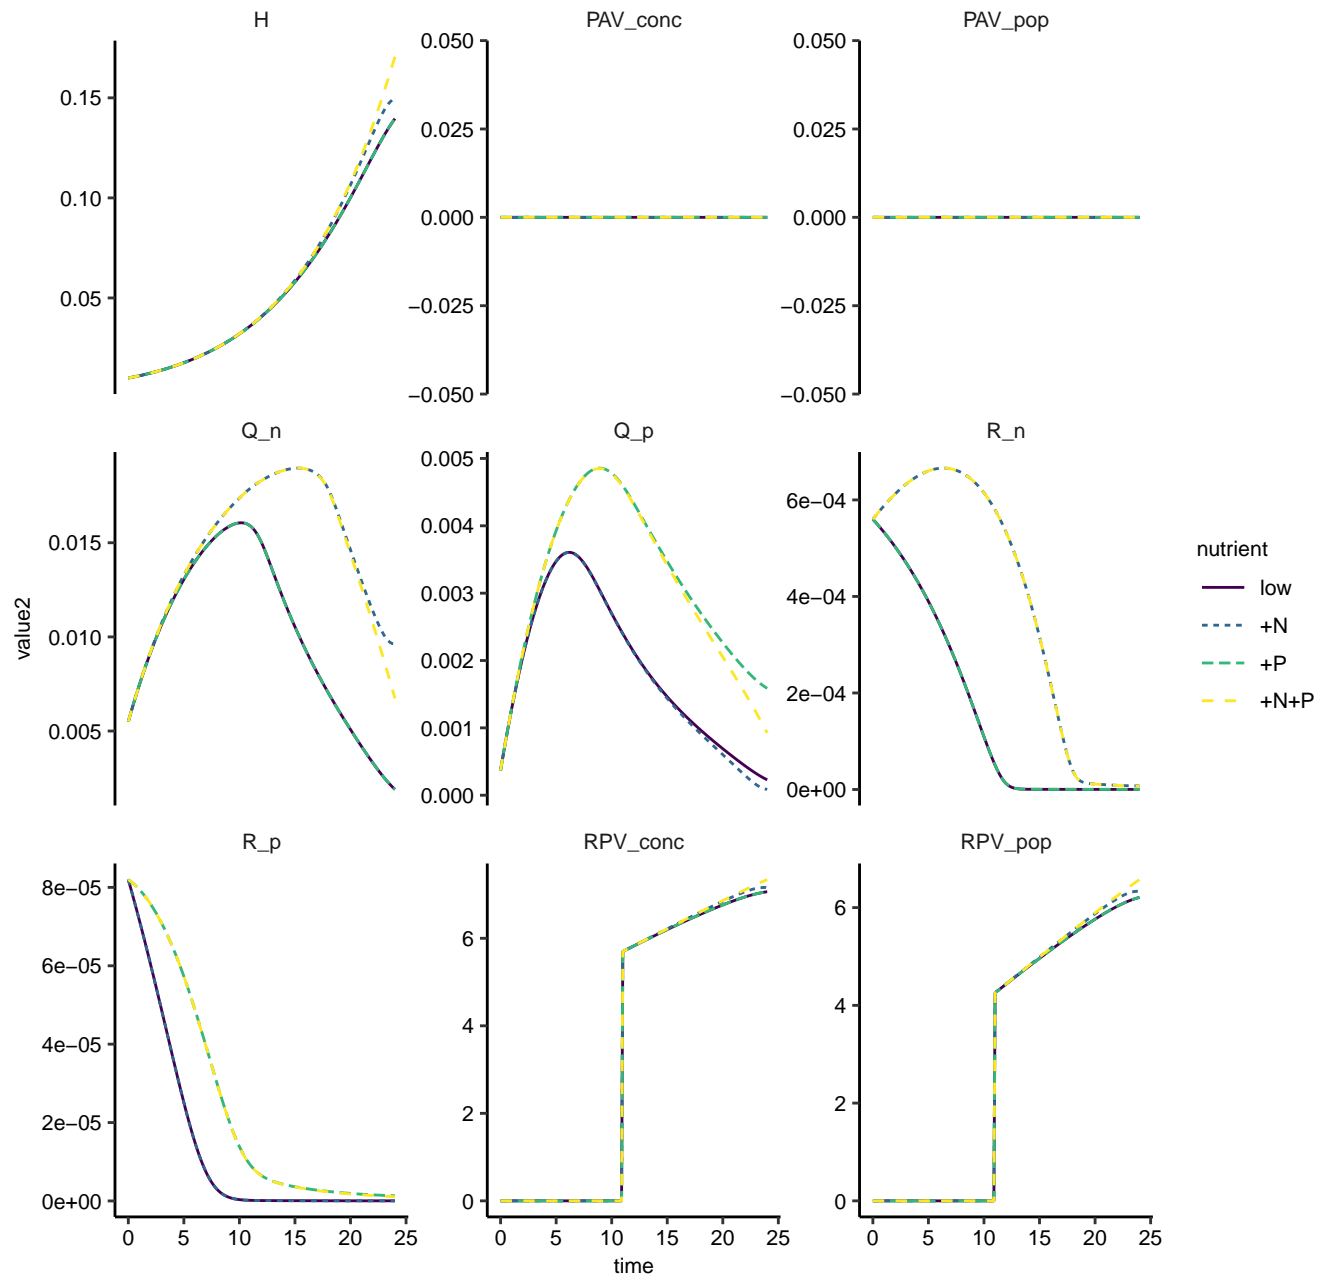 H
PAV_conc
PAV_pop
0.15
0.10
0.05
0.050
0.025
0.000
−0.025
−0.050
0.050
0.025
0.000
−0.025
−0.050
Q_n
Q_p
R_n
0.015
0.010
0.005
0.005
0.004
0.003
0.002
0.001
0.000
6e−04
4e−04
2e−04
0e+00
value2
nutrient
low
+N
+P
+N+P
R_p
RPV_conc
RPV_pop
8e−05
6e−05
4e−05
2e−05
0e+00
6
4
2
0
6
4
2
0
0 5 10 15 20 25
0 5 10 15 20 25
0 5 10 15 20 25
time